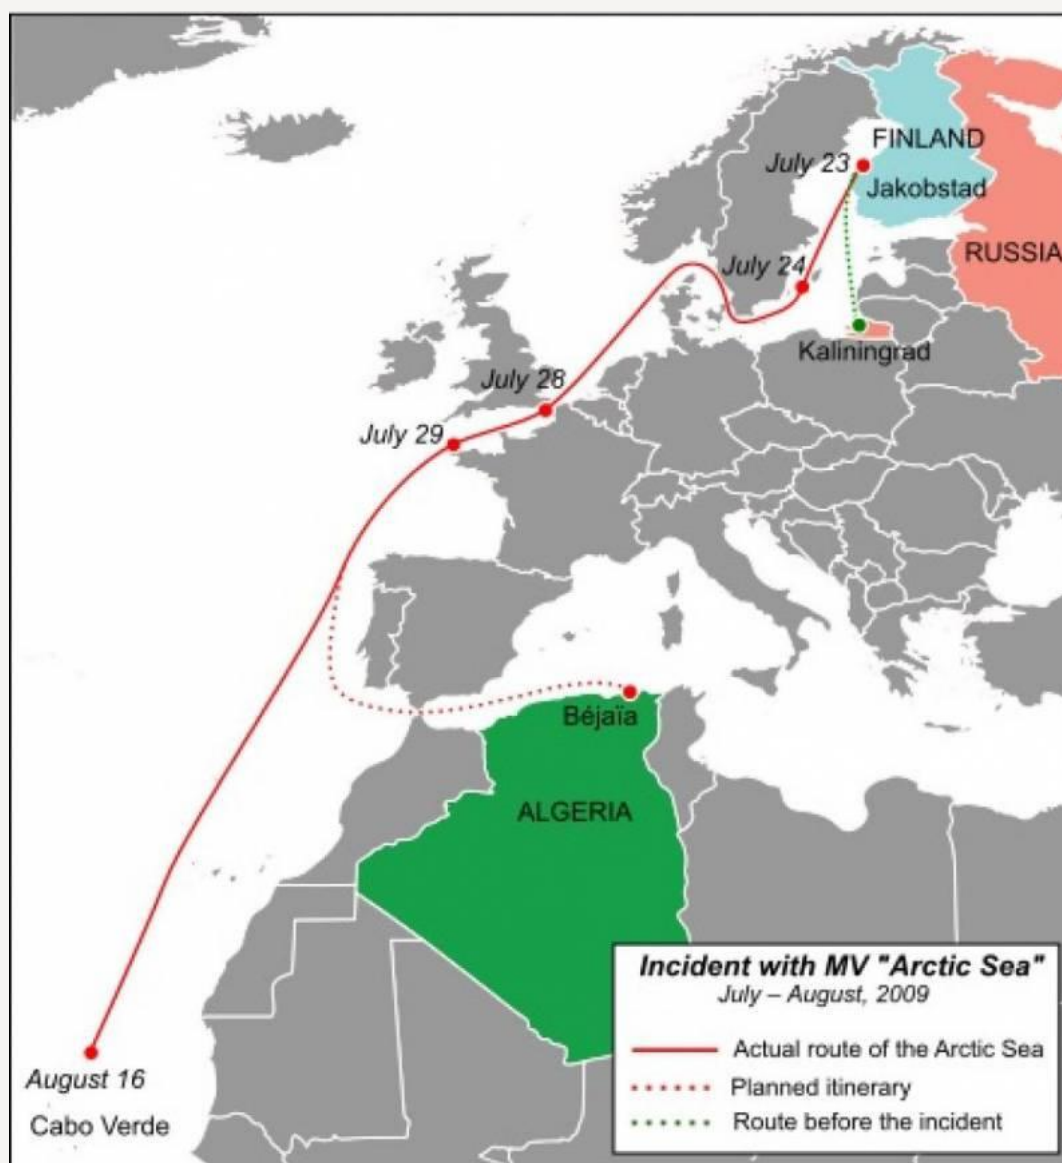 FINLAND
July 23
Jakobstad
RUSSIA
July 24
Kaliningrad
July 28
July 29
Béjaïa
ALGERIA
August 16
Cabo Verde
Incident with MV "Arctic Sea"
July – August, 2009
Actual route of the Arctic Sea
Planned itinerary
Route before the incident